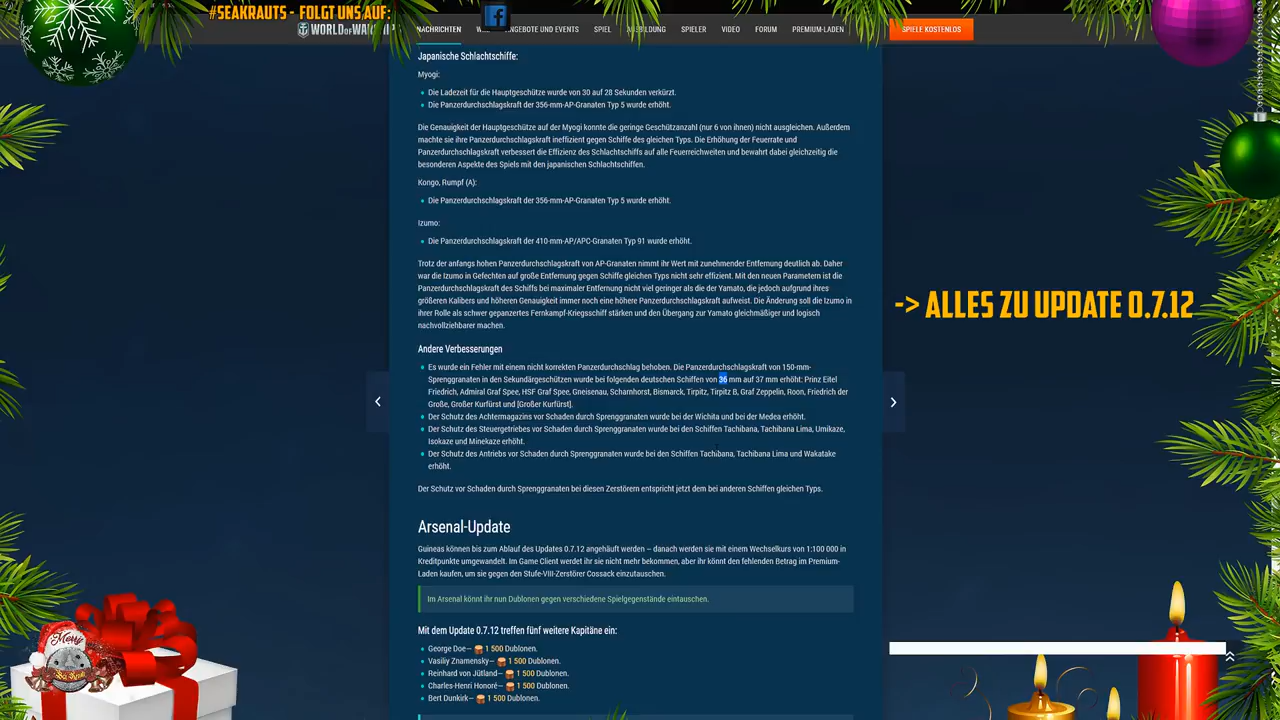 #SEAKRAUTS - FOLGT UNS AUF:
NACHRICHTEN
ANGEBOTE UND EVENTS
SPIEL
SPIELER
VIDEO
FORUM
PREMIUM-LADEN
SPIELE KOSTENLOS
Japanische Schlachtschiffe:
Myogi:
Die Ladezeit für die Hauptgeschütze wurde von 30 auf 28 Sekunden verkürzt.
Die Panzerdurchschlagskraft der 356-mm-AP-Granaten Typ 5 wurde erhöht.
Die Genauigkeit der Hauptgeschütze auf der Myogi konnte die geringe Geschützanzahl (nur 6 von ihnen) nicht ausgleichen. Außerdem
machte sie ihre Panzerdurchschlagskraft ineffizient gegen Schiffe des gleichen Typs. Die Erhöhung der Feuerrate und
Panzerdurchschlagskraft verbessert die Effizienz des Schlachtschiffs auf alle Feuerreichweiten und bewahrt dabei gleichzeitig die
besonderen Aspekte des Spiels mit den japanischen Schlachtschiffen.
Kongo, Rumpf (A):
Die Panzerdurchschlagskraft der 356-mm-AP-Granaten Typ 5 wurde erhöht.
Izumo:
Die Panzerdurchschlagskraft der 410-mm-AP/APC-Granaten Typ 91 wurde erhöht.
Trotz der anfangs hohen Panzerdurchschlagskraft von AP-Granaten nimmt ihr Wert mit zunehmender Entfernung deutlich ab. Daher
war die Izumo in Gefechten auf große Entfernung gegen Schiffe gleichen Typs nicht sehr effizient. Mit den neuen Parametern ist die
Panzerdurchschlagskraft des Schiffs bei maximaler Entfernung nicht viel geringer als die der Yamato, die jedoch aufgrund ihres
größeren Kalibers und höheren Genauigkeit immer noch eine höhere Panzerdurchschlagskraft aufweist. Die Änderung soll die Izumo in
ihrer Rolle als schwer gepanzertes Fernkampf-Kriegsschiff stärken und den Übergang zur Yamato gleichmäßiger und logisch
nachvollziehbarer machen.
-> ALLES ZU UPDATE 0.7.12
Andere Verbesserungen
Es wurde ein Fehler mit einem nicht korrekten Panzerdurchschlag behoben. Die Panzerdurchschlagskraft von 150-mm-
Sprenggranaten in den Sekundärgeschützen wurde bei folgenden deutschen Schiffen von 36 mm auf 37 mm erhöht: Prinz Eitel
Friedrich, Admiral Graf Spee, HSF Graf Spee, Gneisenau, Scharnhorst, Bismarck, Tirpitz, Tirpitz B, Graf Zeppelin, Roon, Friedrich der
Große, Großer Kurfürst und [Großer Kurfürst].
Der Schutz des Achtermagazins vor Schaden durch Sprenggranaten wurde bei der Wichita und bei der Medea erhöht.
Der Schutz des Steuergetriebes vor Schaden durch Sprenggranaten wurde bei den Schiffen Tachibana, Tachibana Lima, Umikaze,
Isokaze und Minekaze erhöht.
Der Schutz des Antriebs vor Schaden durch Sprenggranaten wurde bei den Schiffen Tachibana, Tachibana Lima und Wakatake
erhöht.
Der Schutz vor Schaden durch Sprenggranaten bei diesen Zerstörern entspricht jetzt dem bei anderen Schiffen gleichen Typs.
Arsenal-Update
Guineas können bis zum Ablauf des Updates 0.7.12 angehäuft werden – danach werden sie mit einem Wechselkurs von 1:100 000 in
Kreditpunkte umgewandelt. Im Game Client werdet ihr sie nicht mehr bekommen, aber ihr könnt den fehlenden Betrag im Premium-
Laden kaufen, um sie gegen den Stufe-VIII-Zerstörer Cossack einzutauschen.
Im Arsenal könnt ihr nun Dublonen gegen verschiedene Spielgegenstände eintauschen.
Mit dem Update 0.7.12 treffen fünf weitere Kapitäne ein:
George Doe— 1 500 Dublonen.
Vasiliy Znamensky— 1 500 Dublonen.
Reinhard von Jütland— 1 500 Dublonen.
Charles-Henri Honoré— 1 500 Dublonen.
Bert Dunkirk— 1 500 Dublonen.
Merry